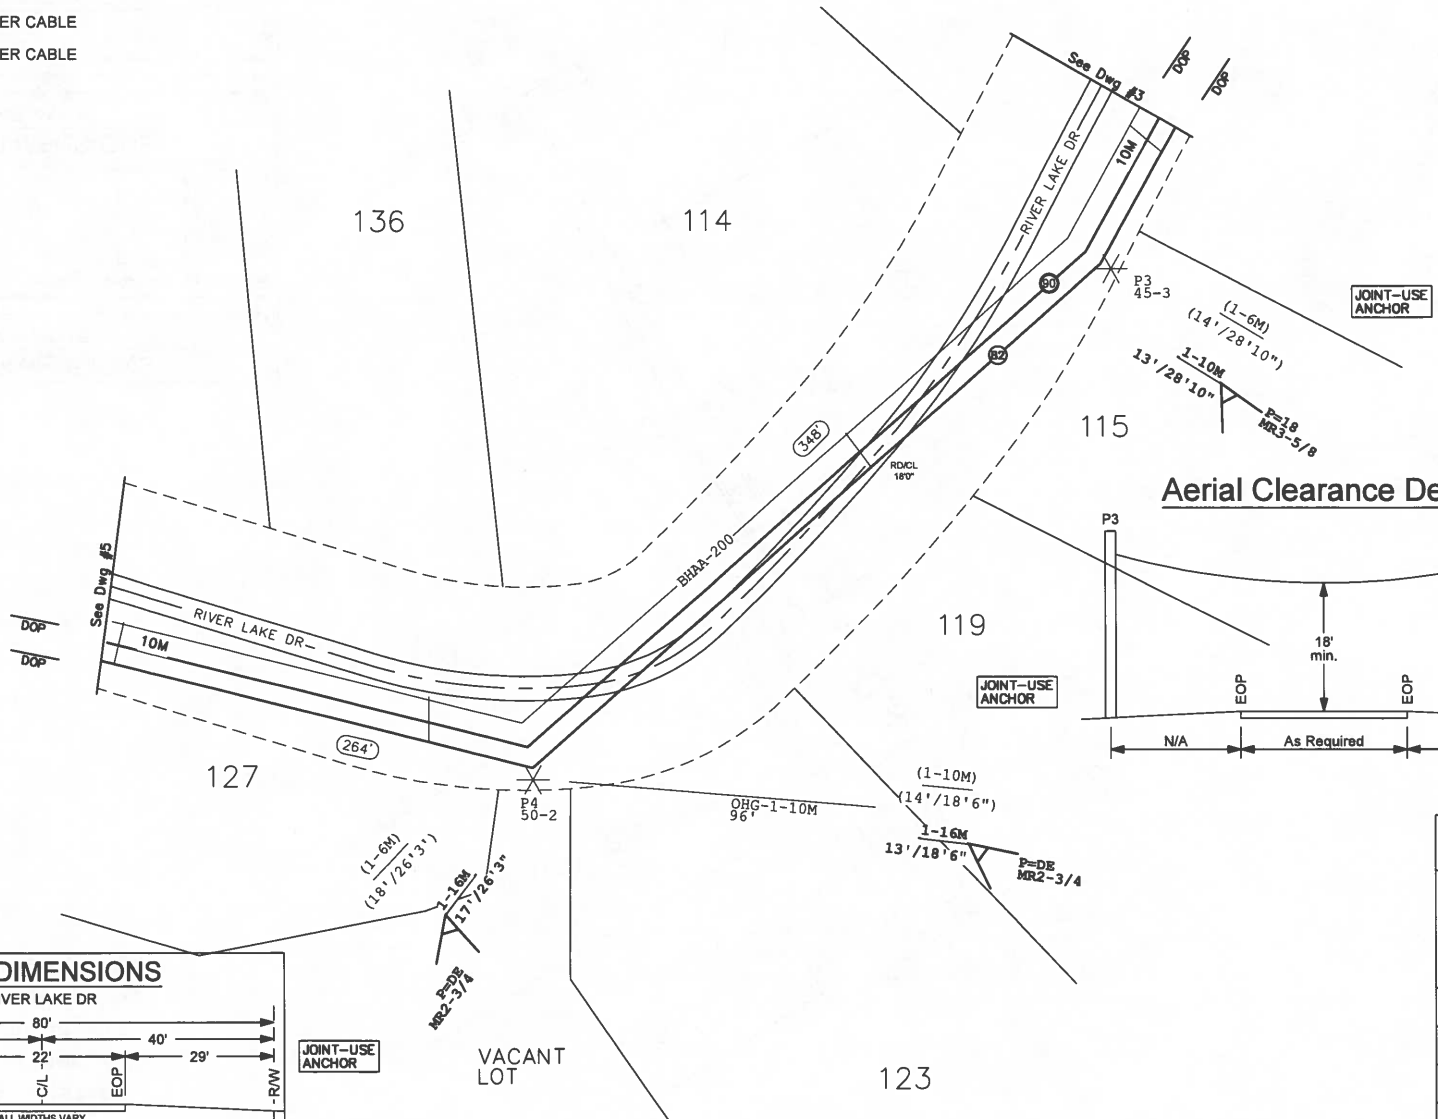 ER CABLE
ER CABLE
See Dwg #3
DOP
DOP
136
114
RIVER LAKE DR
10M
90
82
P3
45-3
JOINT-USE
ANCHOR
(1-6M)
(14'/28'10")
1-10M
13'/28'10"
P=18
MR3-5/8
115
348'
RD/CL
18'0"
Aerial Clearance De
P3
18'
min.
EOP
EOP
N/A
As Required
BHAA-200
See Dwg #5
DOP
DOP
RIVER LAKE DR
10M
264'
127
119
JOINT-USE
ANCHOR
P4
50-2
OHG-1-10M
96'
(1-10M)
(14'/18'6")
1-16M
13'/18'6"
P=DE
MR2-3/4
(1-6M)
(18'/26'3')
1-16M
17'/26'3"
P=DE
MR2-3/4
DIMENSIONS
VER LAKE DR
80'
40'
22'
29'
C/L
EOP
R/W
ALL WIDTHS VARY
JOINT-USE
ANCHOR
VACANT
LOT
123